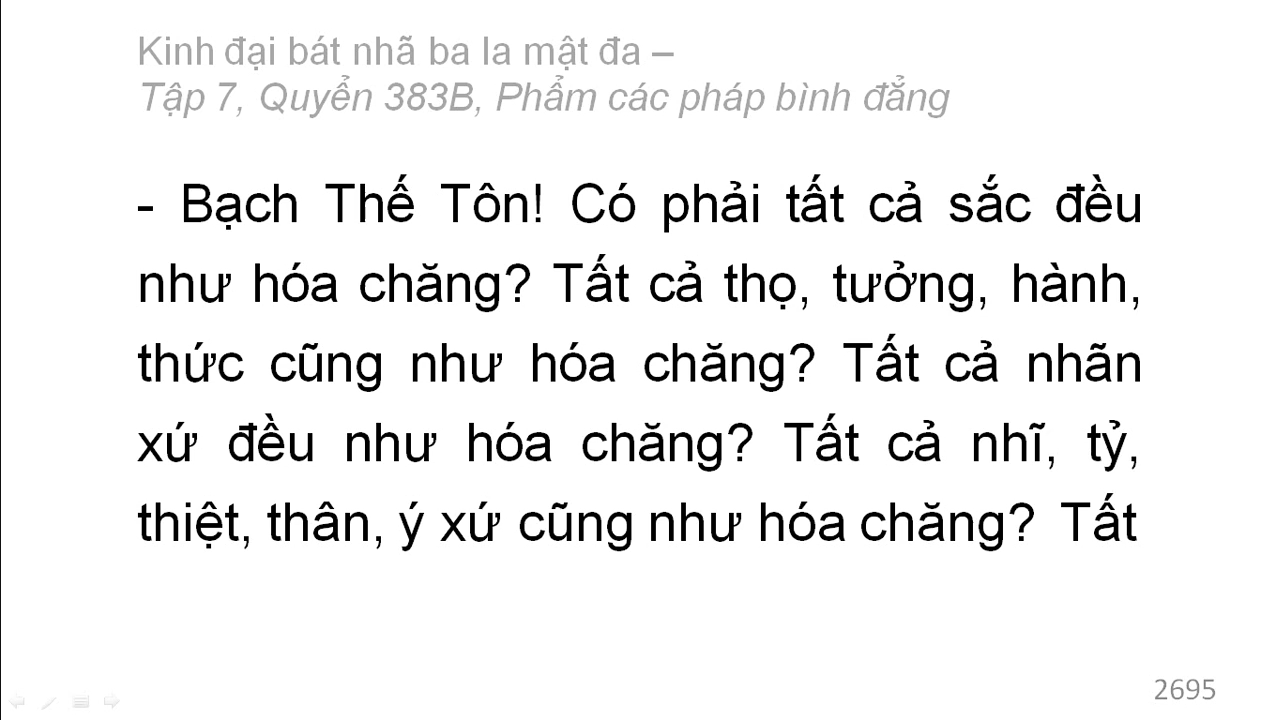 Kinh đại bát nhã ba la mật đa –
Tập 7, Quyển 383B, Phẩm các pháp bình đẳng
- Bạch Thế Tôn! Có phải tất cả sắc đều
như hóa chăng? Tất cả thọ, tưởng, hành,
thức cũng như hóa chăng? Tất cả nhãn
xứ đều như hóa chăng? Tất cả nhĩ, tỷ,
thiệt, thân, ý xứ cũng như hóa chăng? Tất
2695